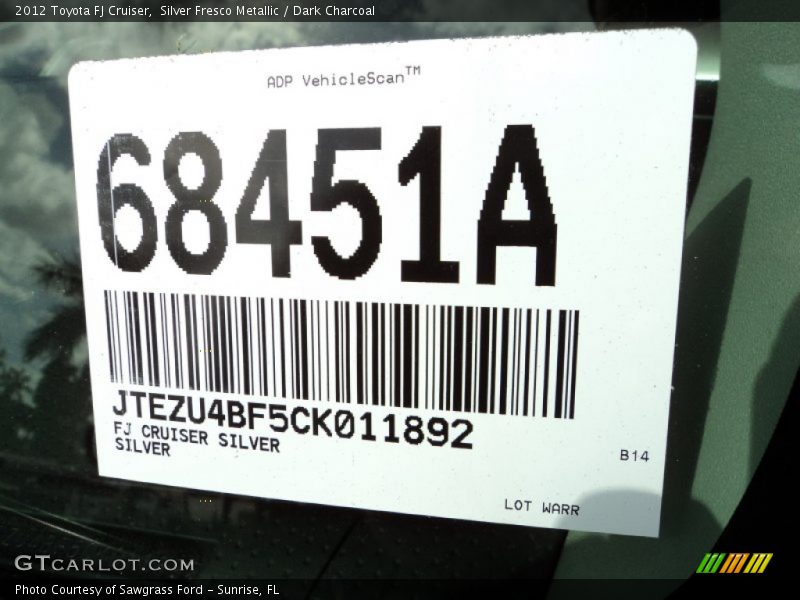 2012 Toyota FJ Cruiser,  Silver Fresco Metallic / Dark Charcoal
ADP VehicleScan™
68451A
JTEZU4BF5CK011892
FJ CRUISER SILVER
SILVER
B14
LOT WARR
GTCARLOT.COM
Photo Courtesy of Sawgrass Ford - Sunrise, FL